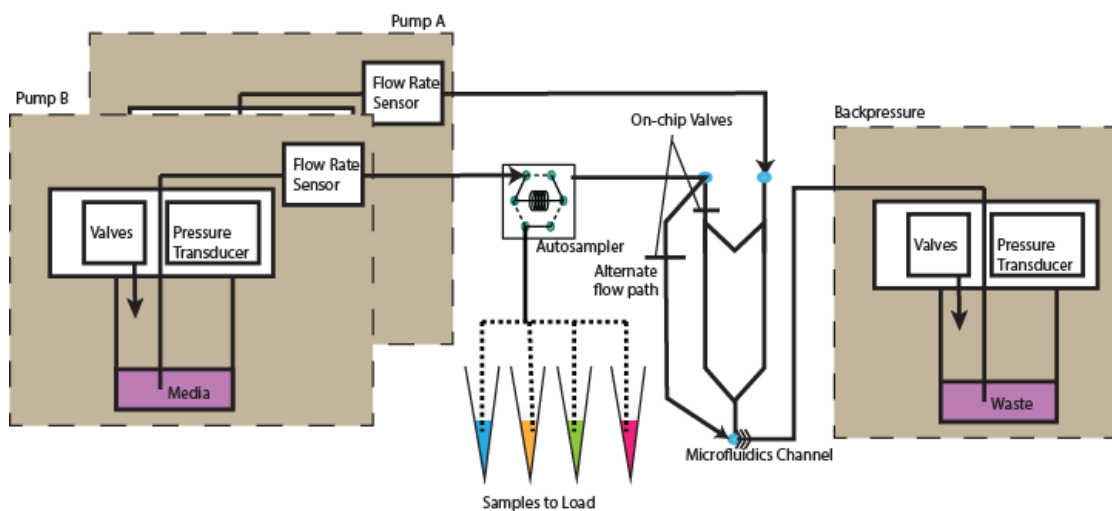 Pump A
Flow Rate
Sensor
Pump B
Flow Rate
Sensor
Valves
Pressure
Transducer
Media
On-chip Valves
Autosampler
Alternate
flow path
Samples to Load
Microfluidics Channel
Backpressure
Valves
Pressure
Transducer
Waste